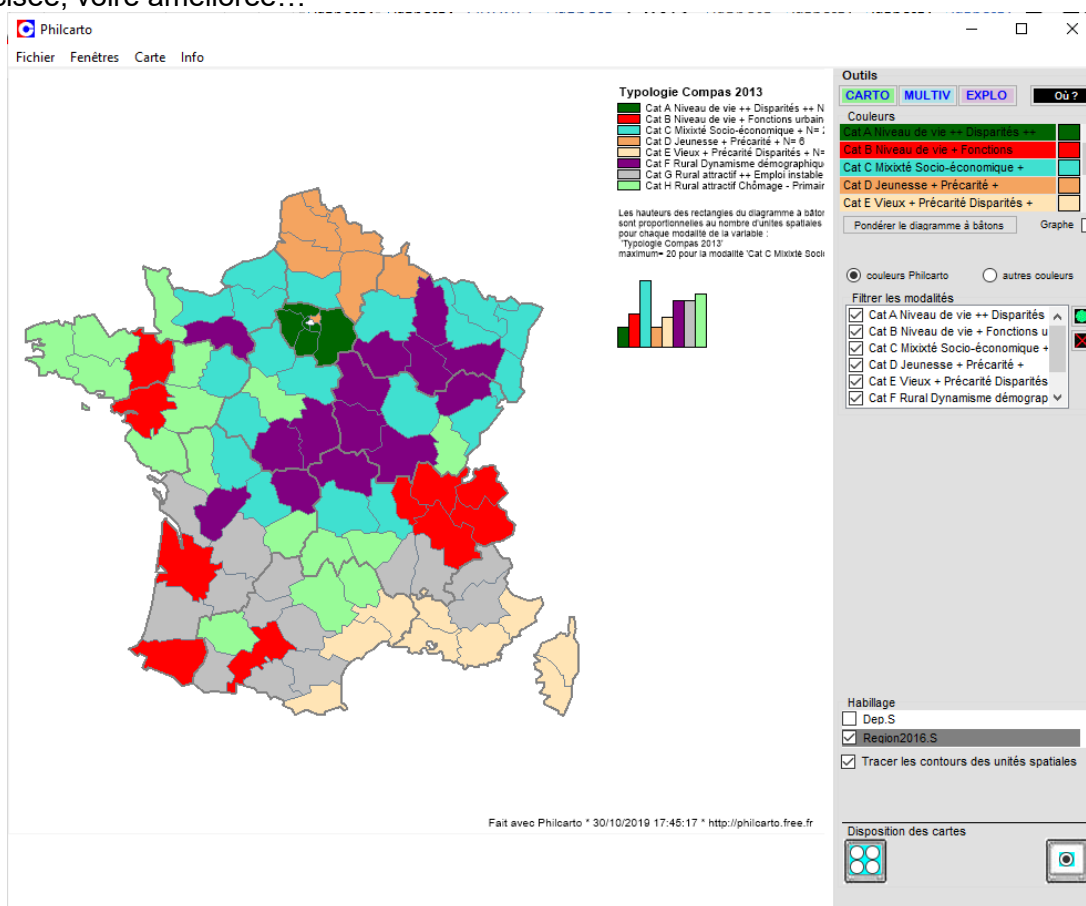 voire améliorée...
Philcarto
Fichier Fenêtres Carte Info
Typologie Compas 2013
Cat A Niveau de vie ++ Disparités ++ N
Cat B Niveau de vie + Fonctions urbain
Cat C Mixixté Socio-économique + N= 2
Cat D Jeunesse + Précarité + N= 6
Cat E Vieux + Précarité Disparités + N=
Cat F Rural Dynamisme démographique
Cat G Rural attractif ++ Emploi instable
Cat H Rural attractif Chômage - Primair
Les hauteurs des rectangles du diagramme à bâton
sont proportionnelles au nombre d'unites spatiales
pour chaque modalité de la variable :
'Typologie Compas 2013'
maximum= 20 pour la modalité 'Cat C Mixixté Socio
Fait avec Philcarto * 30/10/2019 17:45:17 * http://philcarto.free.fr
Outils
CARTO MULTIV EXPLO Où ?
Couleurs
Cat A Niveau de vie ++ Disparités ++
Cat B Niveau de vie + Fonctions
Cat C Mixixté Socio-économique +
Cat D Jeunesse + Précarité +
Cat E Vieux + Précarité Disparités +
Pondérer le diagramme à bâtons Graphe
couleurs Philcarto autres couleurs
Filtrer les modalités
Cat A Niveau de vie ++ Disparités
Cat B Niveau de vie + Fonctions u
Cat C Mixixté Socio-économique +
Cat D Jeunesse + Précarité +
Cat E Vieux + Précarité Disparités
Cat F Rural Dynamisme démograp
Habillage
Dep.S
Region2016.S
Tracer les contours des unités spatiales
Disposition des cartes